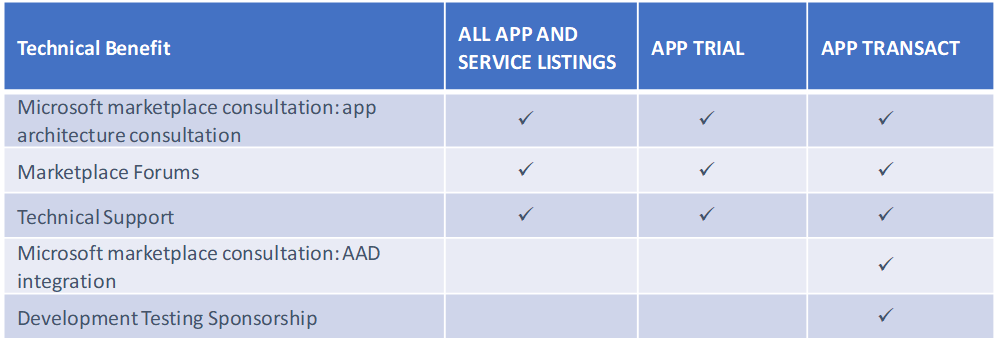 Technical Benefit
ALL APP AND
SERVICE LISTINGS
APP TRIAL
APP TRANSACT
Microsoft marketplace consultation: app
architecture consultation
✓ ✓ ✓
Marketplace Forums
✓ ✓ ✓
Technical Support
✓ ✓ ✓
Microsoft marketplace consultation: AAD
integration
✓
Development Testing Sponsorship
✓